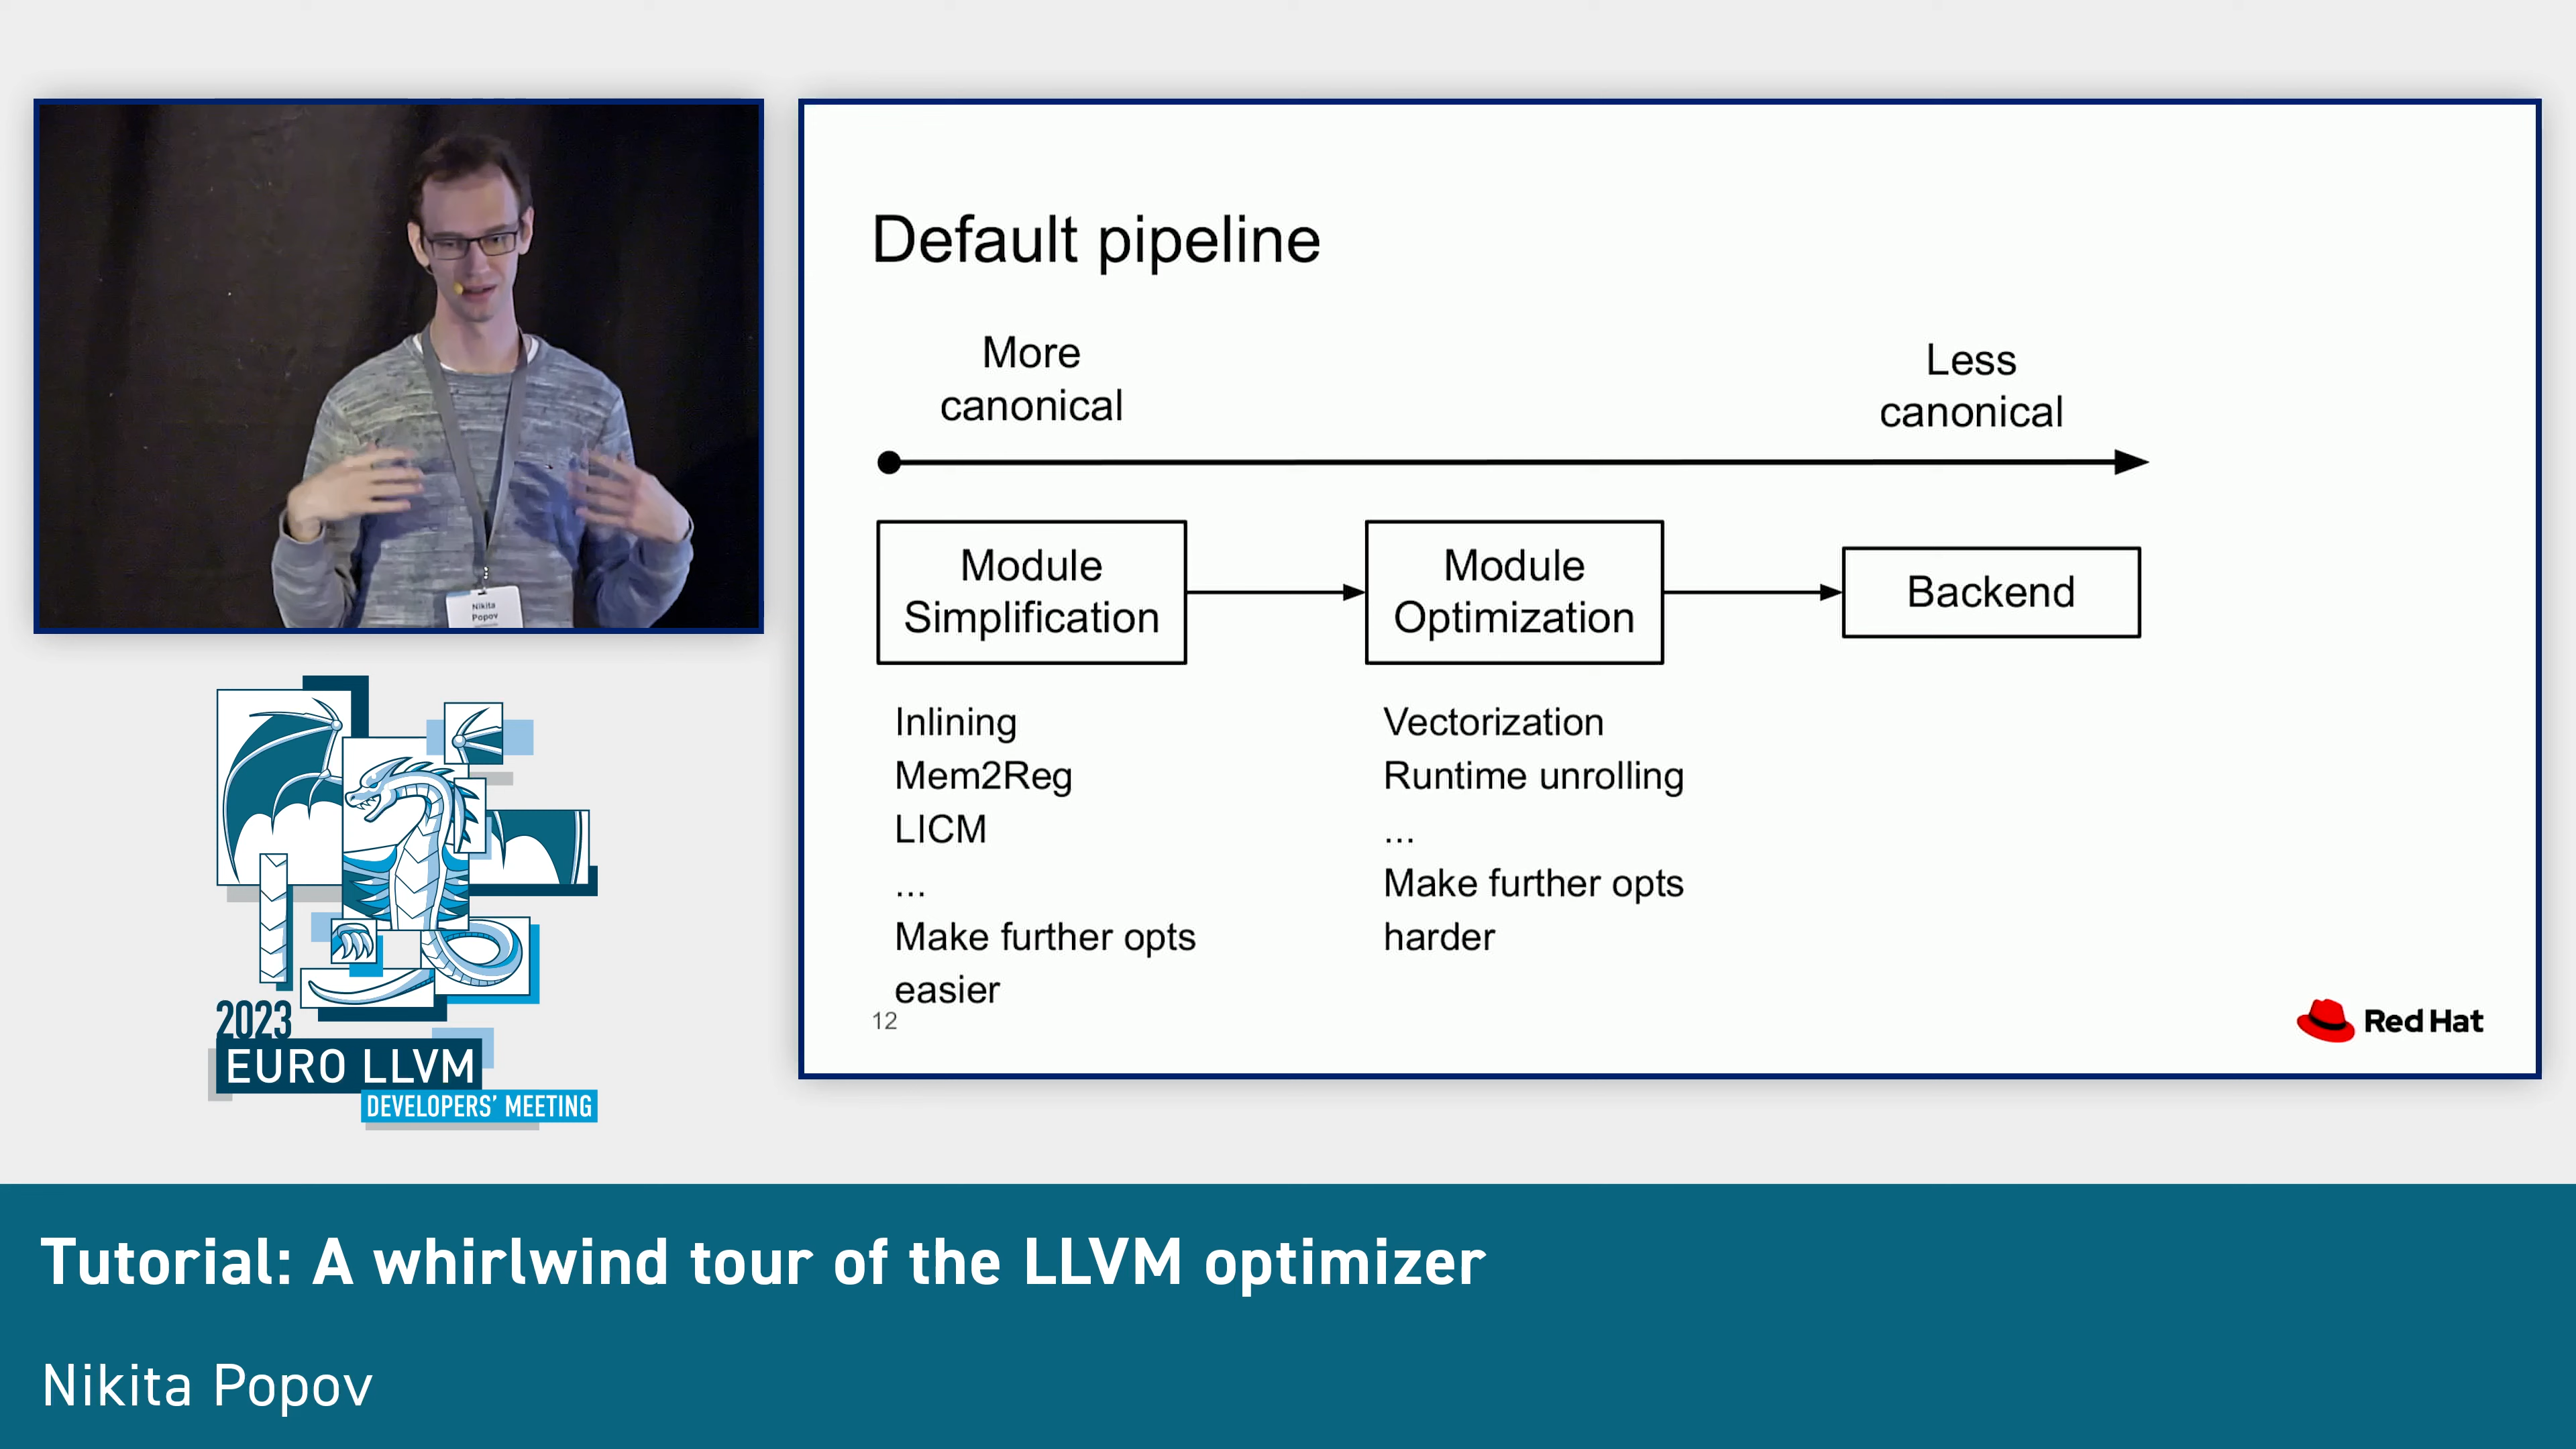 Nikita
Popov
2023
EURO LLVM
DEVELOPERS' MEETING
Default pipeline
More
canonical
Less
canonical
Module
Simplification
Module
Optimization
Backend
Inlining
Mem2Reg
LICM
...
Make further opts
easier
Vectorization
Runtime unrolling
...
Make further opts
harder
12
Red Hat
Tutorial: A whirlwind tour of the LLVM optimizer
Nikita Popov